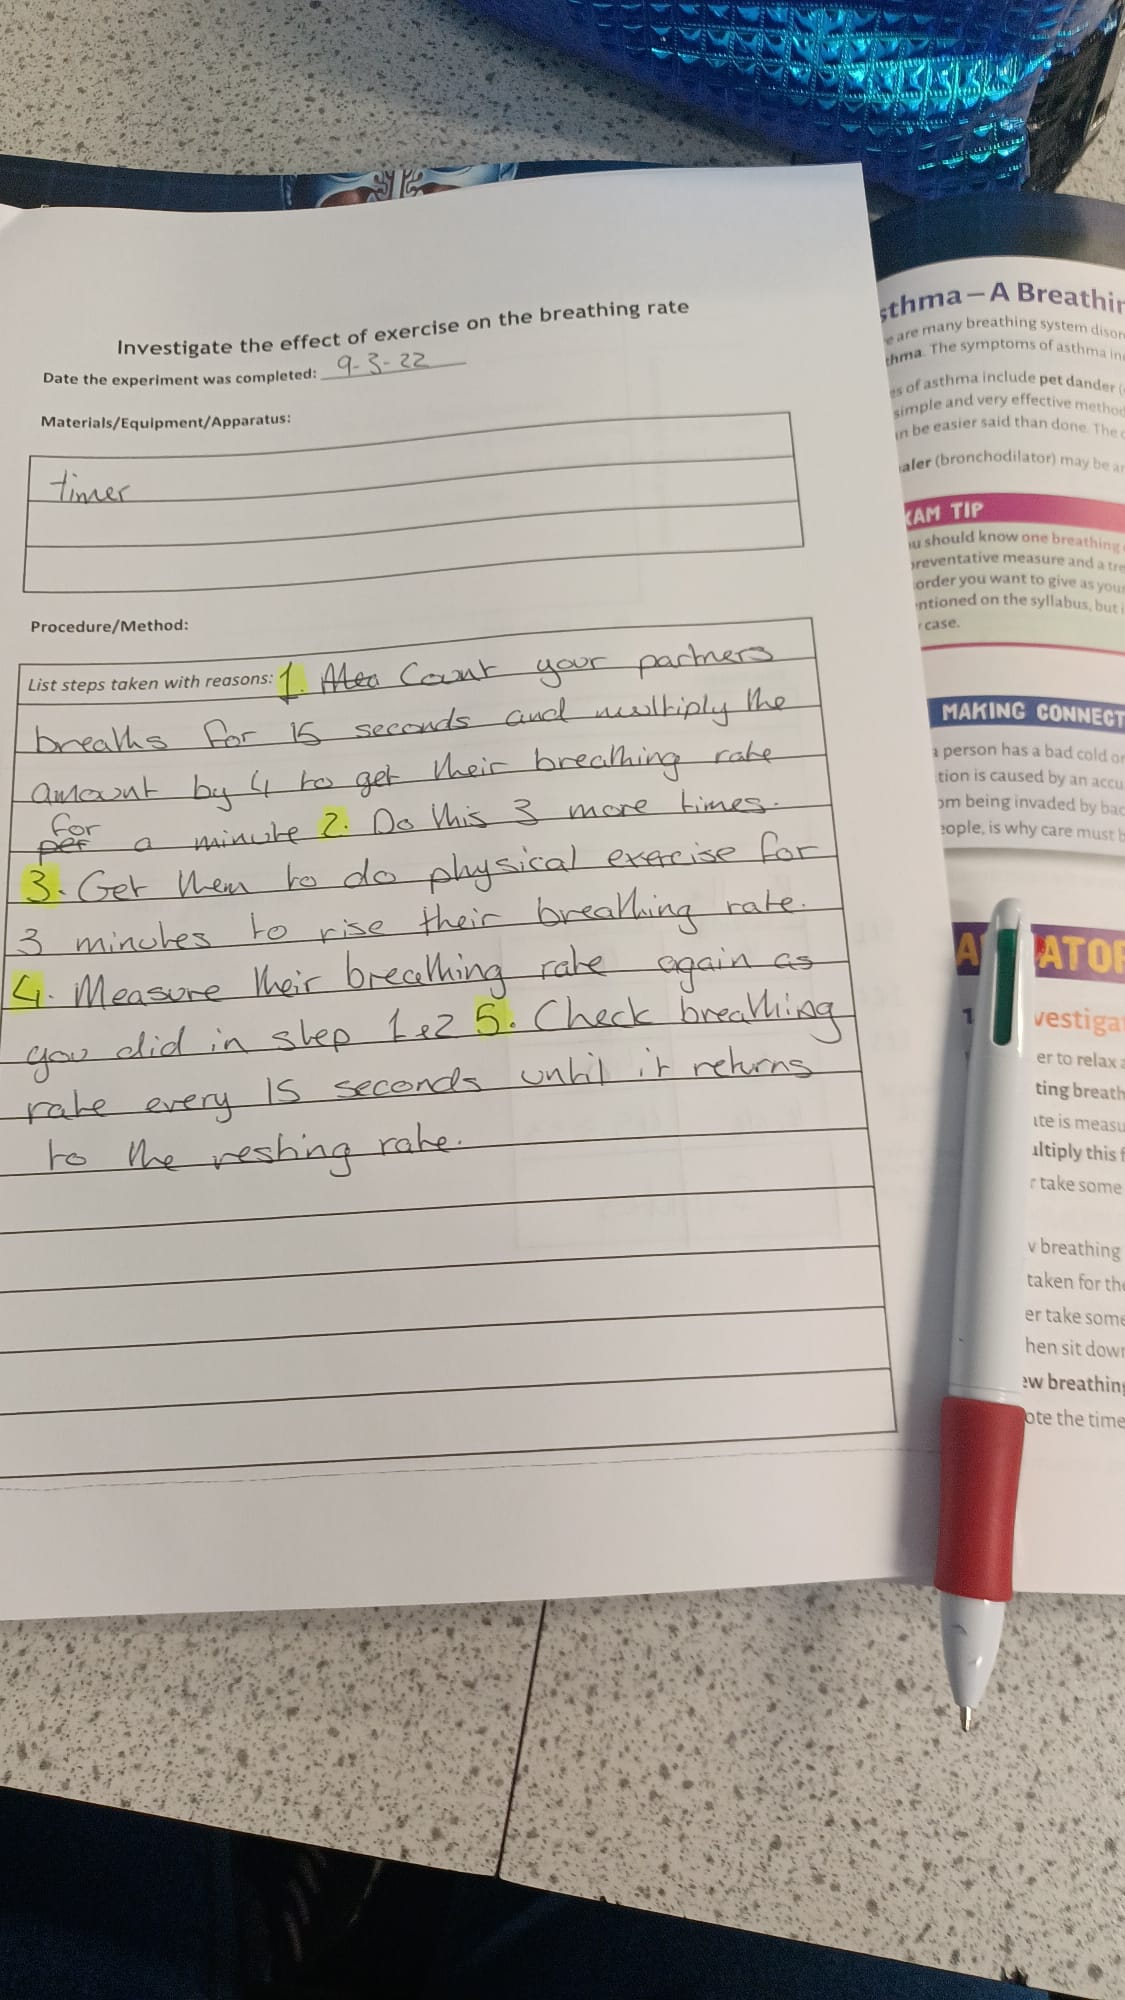 Investigate the effect of exercise on the breathing rate
Date the experiment was completed: 9-3-22
Materials/Equipment/Apparatus:
timer
Procedure/Method:
List steps taken with reasons: 1. Mea Count your partners
breaths for 15 seconds and multiply the
amount by 4 to get their breathing rate
for
per a minute 2. Do this 3 more times.
3. Get them to do physical exercise for
3 minutes to rise their breathing rate.
4. Measure their breathing rate again as
you did in step 1 & 2 5. Check breathing
rate every 15 seconds until it returns
to the resting rate.
sthma – A Breathin
are many breathing system disor
hma. The symptoms of asthma in
es of asthma include pet dander (
simple and very effective method
n be easier said than done. The
aler (bronchodilator) may be an
XAM TIP
u should know one breathing
preventative measure and a tre
order you want to give as your
ntioned on the syllabus, but i
case.
MAKING CONNECT
a person has a bad cold or
tion is caused by an accu
om being invaded by bac
eople, is why care must b
ATOR
1
vestiga
er to relax a
ting breath
ate is measu
ultiply this f
r take some
v breathing
taken for the
er take some
hen sit down
ew breathing
ote the time